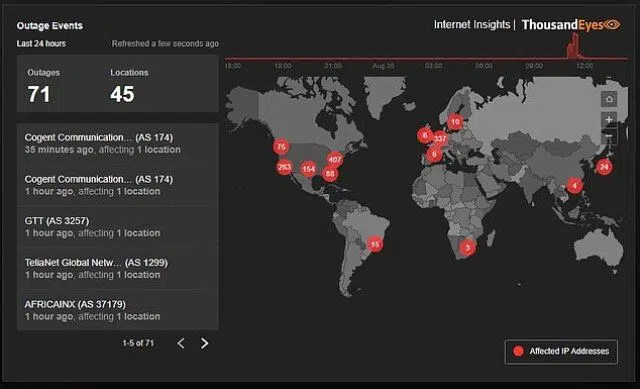 Outage Events
Internet Insights | ThousandEyes
Last 24 hours
Refreshed a few seconds ago
15:00 18:00 21:00 Aug 30 03:00 06:00 09:00 12:00
Outages
71
Locations
45
Cogent Communication... (AS 174)
35 minutes ago, affecting 1 location
Cogent Communication... (AS 174)
1 hour ago, affecting 1 location
GTT (AS 3257)
1 hour ago, affecting 1 location
TeliaNet Global Netw... (AS 1299)
1 hour ago, affecting 1 location
AFRICAINX (AS 37179)
1 hour ago, affecting 1 location
1-5 of 71
10
6
337
6
75
407
263
154
88
24
4
15
3
Affected IP Addresses